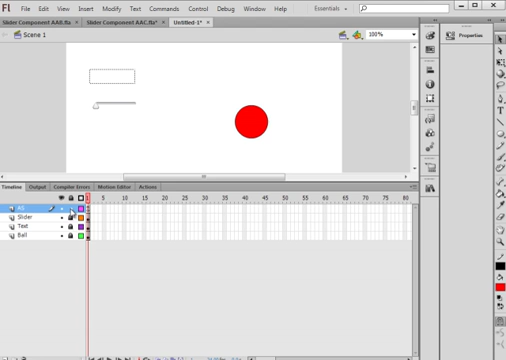 Fl File Edit View Insert Modify Text Commands Control Debug Window Help Essentials
Slider Component AAB.fla Slider Component AAC.fla* Untitled-1*
Scene 1 100%
Properties
Timeline Output Compiler Errors Motion Editor Actions
1 5 10 15 20 25 30 35 40 45 50 55 60 65 70 75 80
AS
Slider
Text
Ball